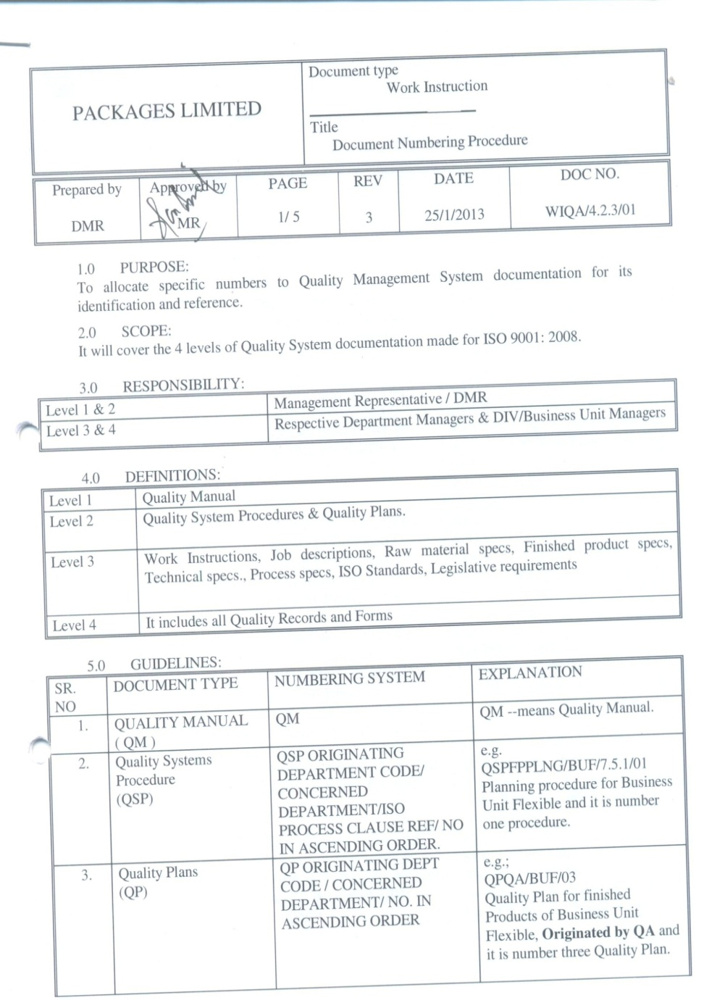 PACKAGES LIMITED
Document type
Work Instruction
Title
Document Numbering Procedure
Prepared by
DMR
Approved by
MR
PAGE
1/ 5
REV
3
DATE
25/1/2013
DOC NO.
WIQA/4.2.3/01
1.0 PURPOSE:
To allocate specific numbers to Quality Management System documentation for its
identification and reference.
2.0 SCOPE:
It will cover the 4 levels of Quality System documentation made for ISO 9001: 2008.
3.0 RESPONSIBILITY:
Level 1 & 2 Management Representative / DMR
Level 3 & 4 Respective Department Managers & DIV/Business Unit Managers
4.0 DEFINITIONS:
Level 1 Quality Manual
Level 2 Quality System Procedures & Quality Plans.
Level 3 Work Instructions, Job descriptions, Raw material specs, Finished product specs,
Technical specs., Process specs, ISO Standards, Legislative requirements
Level 4 It includes all Quality Records and Forms
5.0 GUIDELINES:
SR.
NO
DOCUMENT TYPE
NUMBERING SYSTEM
EXPLANATION
1.
QUALITY MANUAL
( QM )
QM
QM --means Quality Manual.
2.
Quality Systems
Procedure
(QSP)
QSP ORIGINATING
DEPARTMENT CODE/
CONCERNED
DEPARTMENT/ISO
PROCESS CLAUSE REF/ NO
IN ASCENDING ORDER.
e.g.
QSPFPPLNG/BUF/7.5.1/01
Planning procedure for Business
Unit Flexible and it is number
one procedure.
3.
Quality Plans
(QP)
QP ORIGINATING DEPT
CODE / CONCERNED
DEPARTMENT/ NO. IN
ASCENDING ORDER
e.g.;
QPQA/BUF/03
Quality Plan for finished
Products of Business Unit
Flexible, Originated by QA and
it is number three Quality Plan.